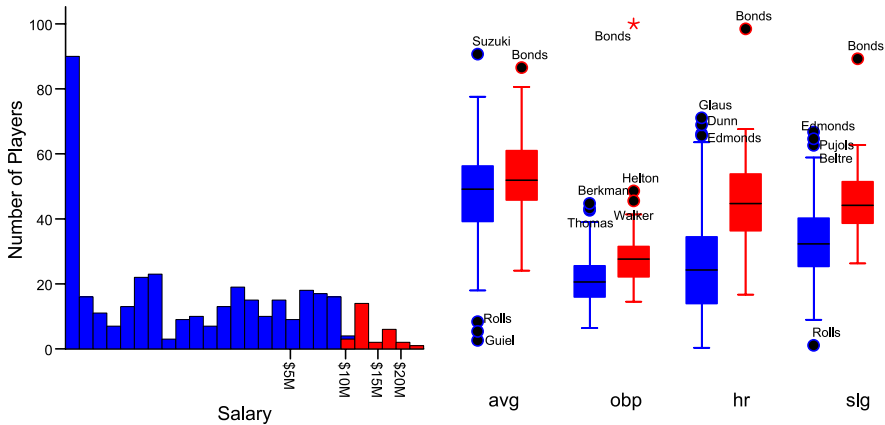 100
80
60
40
20
0
Number of Players
$5M
$10M
$15M
$20M
Salary
Suzuki
Bonds
Rolls
Guiel
avg
Bonds
Berkman
Helton
Thomas
Walker
obp
Bonds
Glaus
Dunn
Edmonds
hr
Bonds
Edmonds
Pujols
Beltre
Rolls
slg